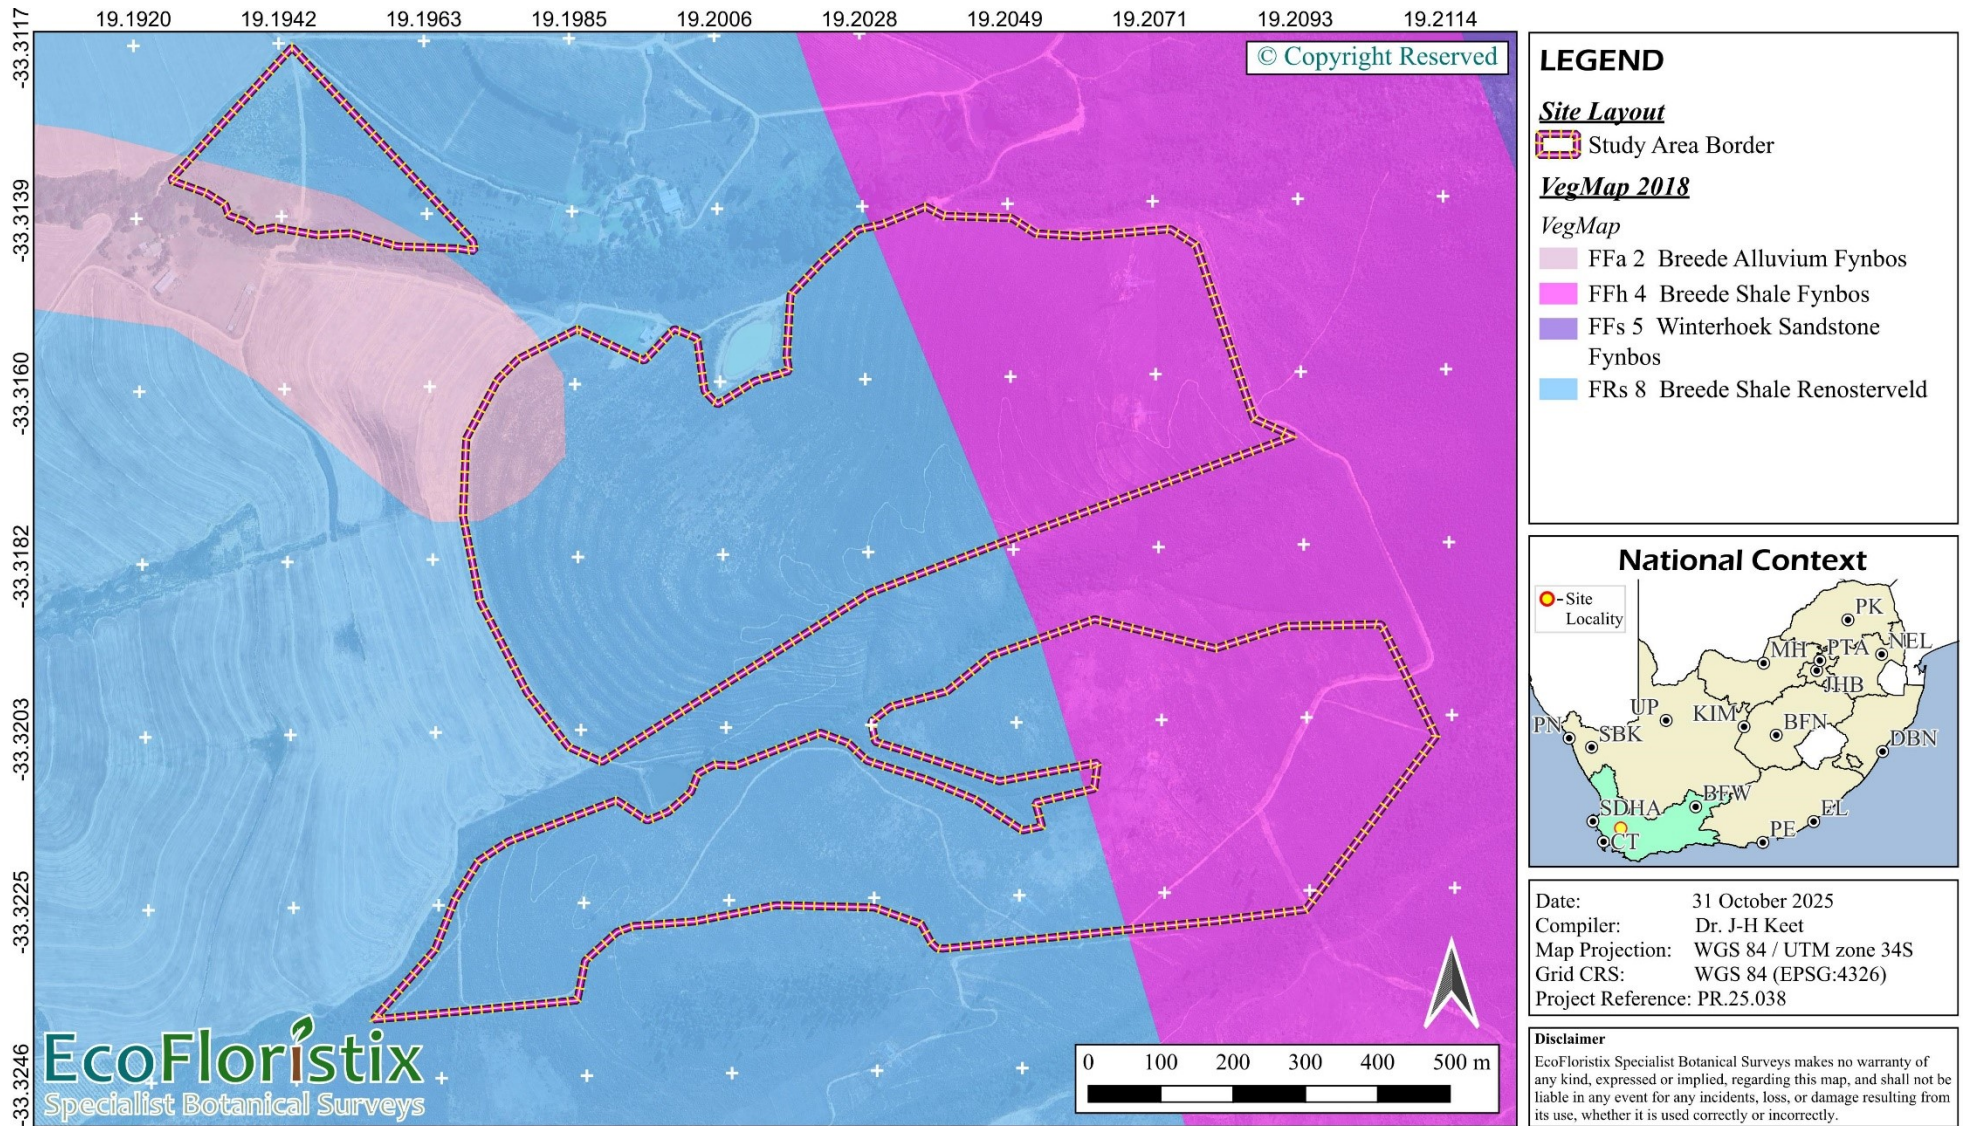 19.1920 19.1942 19.1963 19.1985 19.2006 19.2028 19.2049 19.2071 19.2093 19.2114
-33.3117
-33.3139
-33.3160
-33.3182
-33.3203
-33.3225
-33.3246
© Copyright Reserved
EcoFloristix
Specialist Botanical Surveys
0 100 200 300 400 500 m
LEGEND
Site Layout
Study Area Border
VegMap 2018
VegMap
FFa 2 Breede Alluvium Fynbos
FFh 4 Breede Shale Fynbos
FFs 5 Winterhoek Sandstone
Fynbos
FRs 8 Breede Shale Renosterveld
National Context
-Site
Locality
PK
MH
PTA
NEL
JHB
UP
KIM
BFN
PN
SBK
DBN
BFW
SDHA
EL
CT
PE
Date: 31 October 2025
Compiler: Dr. J-H Keet
Map Projection: WGS 84 / UTM zone 34S
Grid CRS: WGS 84 (EPSG:4326)
Project Reference: PR.25.038
Disclaimer
EcoFloristix Specialist Botanical Surveys makes no warranty of
any kind, expressed or implied, regarding this map, and shall not be
liable in any event for any incidents, loss, or damage resulting from
its use, whether it is used correctly or incorrectly.